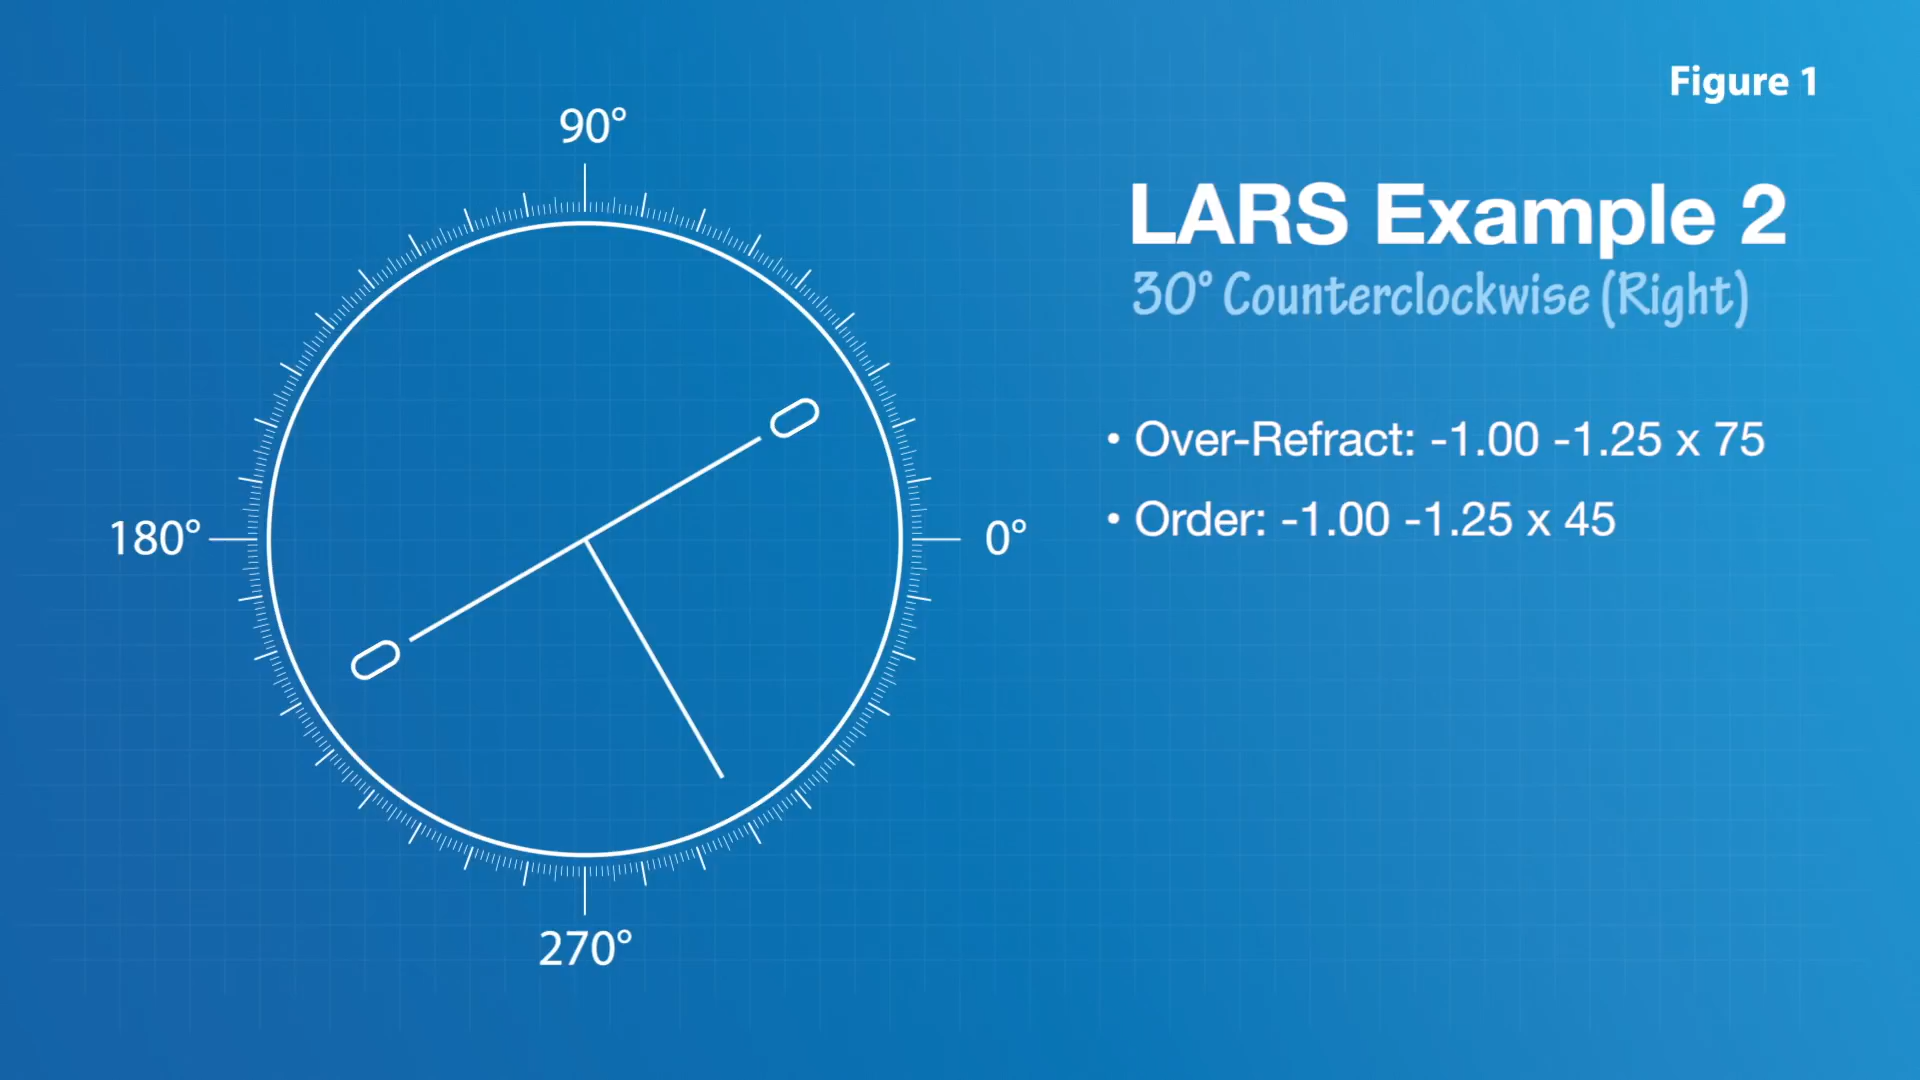 Figure 1
90°
LARS Example 2
30° Counterclockwise (Right)
• Over-Refract: -1.00 -1.25 x 75
• Order: -1.00 -1.25 x 45
180°
0°
270°